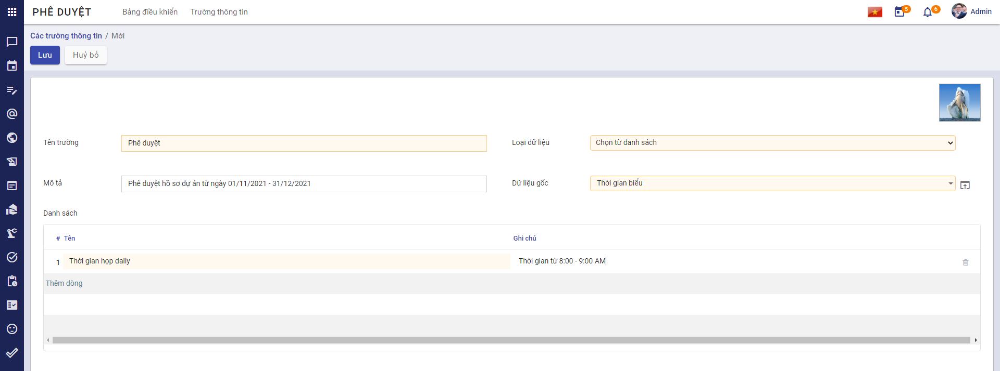 PHÊ DUYỆT
Bảng điều khiển
Trường thông tin
5
6
Admin
Các trường thông tin / Mới
Lưu
Huỷ bỏ
Tên trường
Phê duyệt
Loại dữ liệu
Chọn từ danh sách
Mô tả
Phê duyệt hồ sơ dự án từ ngày 01/11/2021 - 31/12/2021
Dữ liệu gốc
Thời gian biểu
Danh sách
# Tên
Ghi chú
1 Thời gian họp daily
Thời gian từ 8:00 - 9:00 AM
Thêm dòng